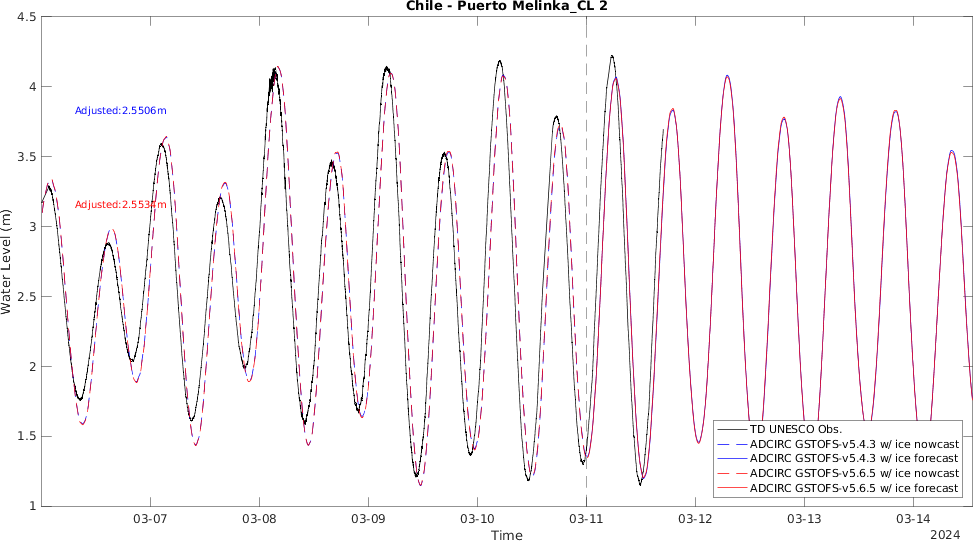 Chile - Puerto Melinka_CL 2
4.5
4
3.5
3
2.5
2
1.5
1
Water Level (m)
Adjusted:2.5506m
Adjusted:2.5534m
TD UNESCO Obs.
ADCIRC GSTOFS-v5.4.3 w/ ice nowcast
ADCIRC GSTOFS-v5.4.3 w/ ice forecast
ADCIRC GSTOFS-v5.6.5 w/ ice nowcast
ADCIRC GSTOFS-v5.6.5 w/ ice forecast
03-07 03-08 03-09 03-10 03-11 03-12 03-13 03-14
Time
2024